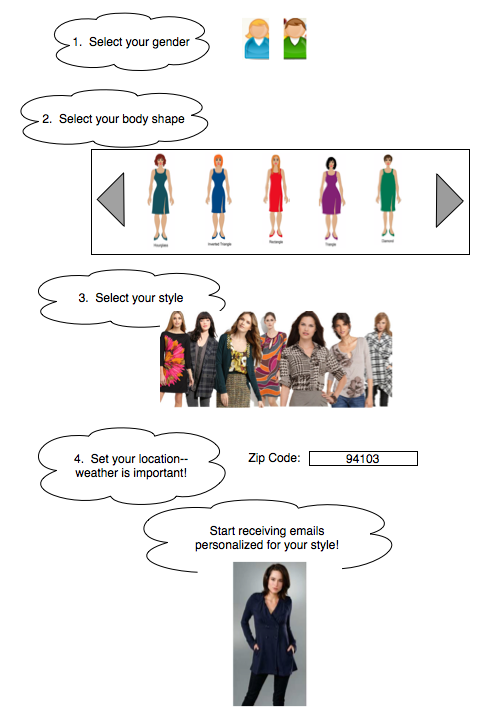 1. Select your gender
2. Select your body shape
Hourglass
Inverted Triangle
Rectangle
Triangle
Diamond
3. Select your style
4. Set your location--
weather is important!
Zip Code:
94103
Start receiving emails
personalized for your style!